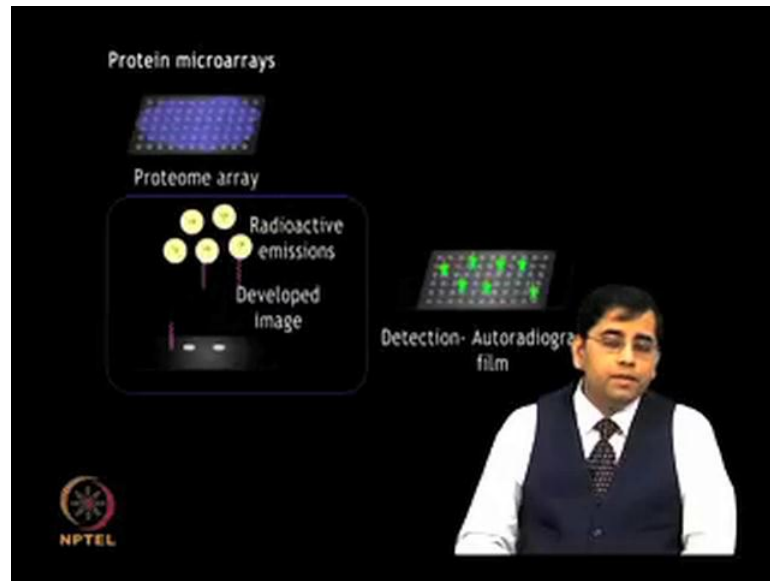 Protein microarrays
Proteome array
Radioactive
emissions
Developed
image
Detection- Autoradiogra
film
NPTEL